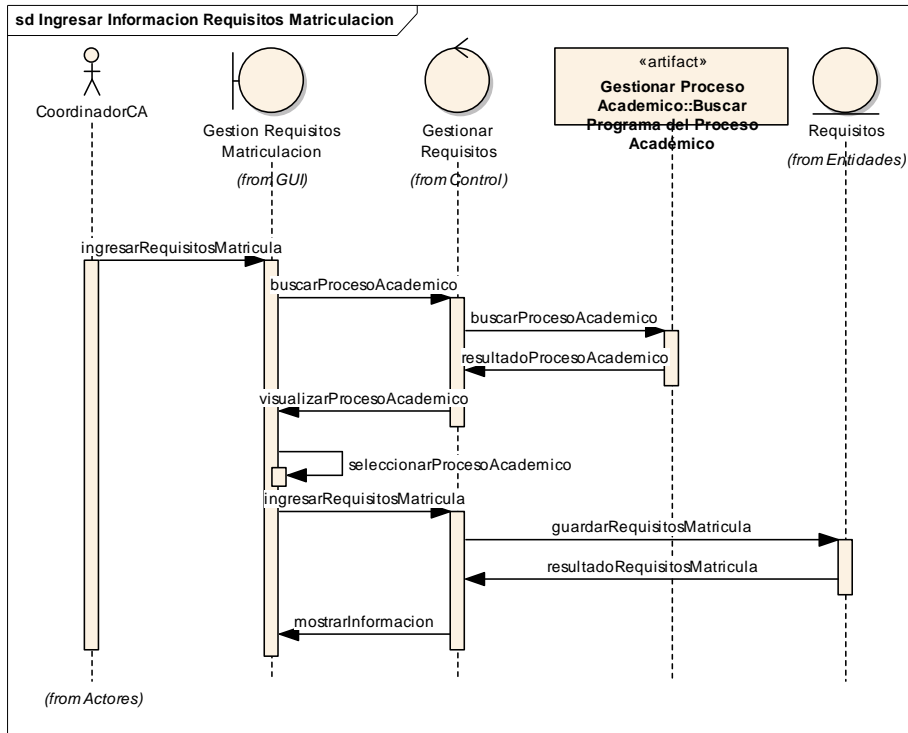 sd Ingresar Informacion Requisitos Matriculacion
CoordinadorCA
Gestion Requisitos
Matriculacion
(from GUI)
Gestionar
Requisitos
(from Control)
«artifact»
Gestionar Proceso
Academico::Buscar
Programa del Proceso
Académico
Requisitos
(from Entidades)
ingresarRequisitosMatricula
buscarProcesoAcademico
buscarProcesoAcademico
resultadoProcesoAcademico
visualizarProcesoAcademico
seleccionarProcesoAcademico
ingresarRequisitosMatricula
guardarRequisitosMatricula
resultadoRequisitosMatricula
mostrarInformacion
(from Actores)